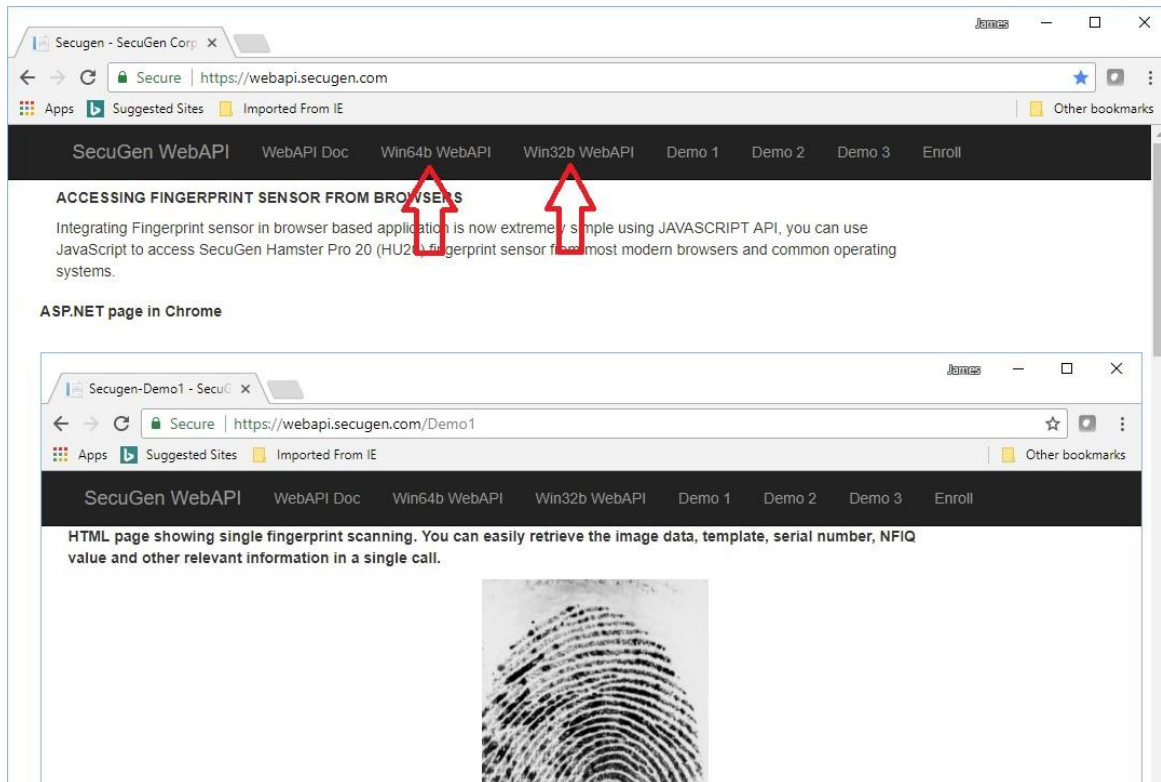 James
Secugen - SecuGen Corp
Secure | https://webapi.secugen.com
Apps Suggested Sites Imported From IE Other bookmarks
SecuGen WebAPI WebAPI Doc Win64b WebAPI Win32b WebAPI Demo 1 Demo 2 Demo 3 Enroll
ACCESSING FINGERPRINT SENSOR FROM BROWSERS
Integrating Fingerprint sensor in browser based application is now extremely simple using JAVASCRIPT API, you can use
JavaScript to access SecuGen Hamster Pro 20 (HU20) fingerprint sensor from most modern browsers and common operating
systems.
ASP.NET page in Chrome
James
Secugen-Demo1 - SecuG
Secure | https://webapi.secugen.com/Demo1
Apps Suggested Sites Imported From IE Other bookmarks
SecuGen WebAPI WebAPI Doc Win64b WebAPI Win32b WebAPI Demo 1 Demo 2 Demo 3 Enroll
HTML page showing single fingerprint scanning. You can easily retrieve the image data, template, serial number, NFIQ
value and other relevant information in a single call.